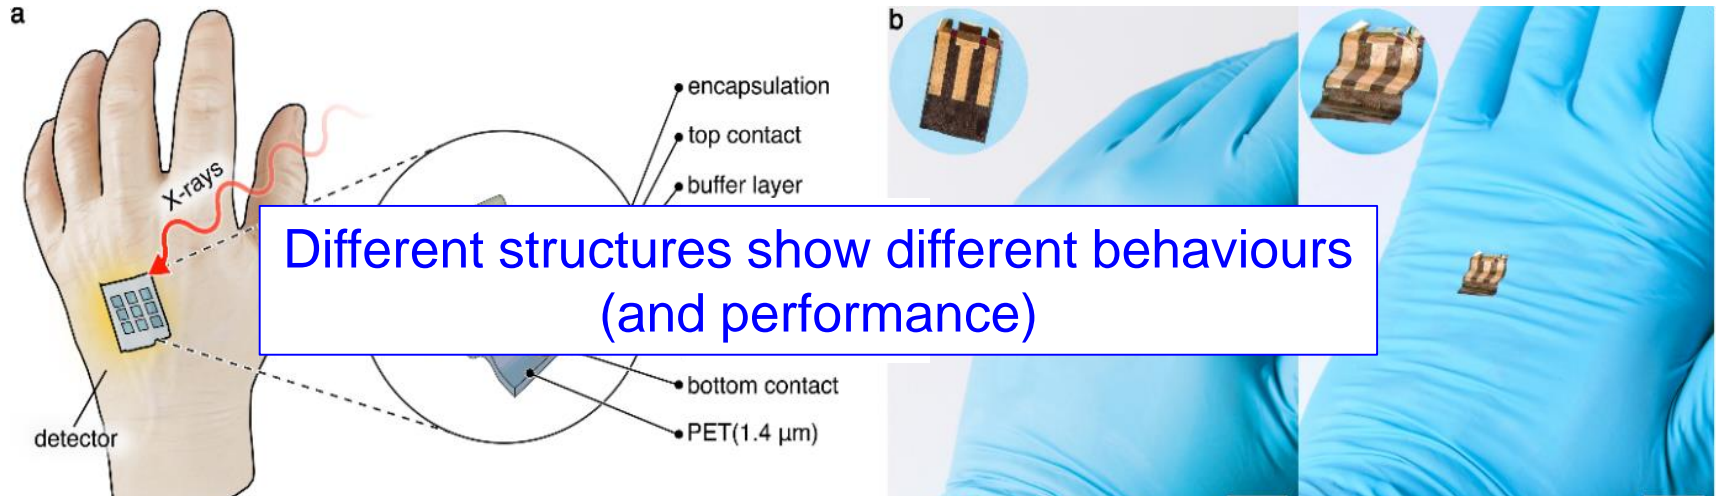 a
b
encapsulation
top contact
X-rays
buffer layer
Different structures show different behaviours
(and performance)
bottom contact
PET(1.4 μm)
detector